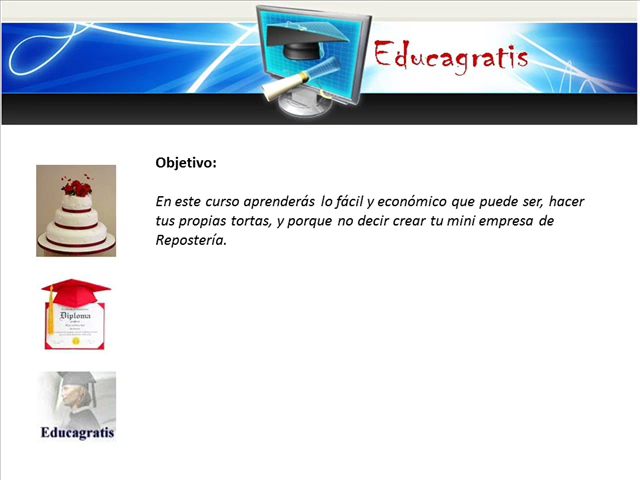 Educagratis
Objetivo:
En este curso aprenderás lo fácil y económico que puede ser, hacer
tus propias tortas, y porque no decir crear tu mini empresa de
Repostería.
Diploma
Educagratis